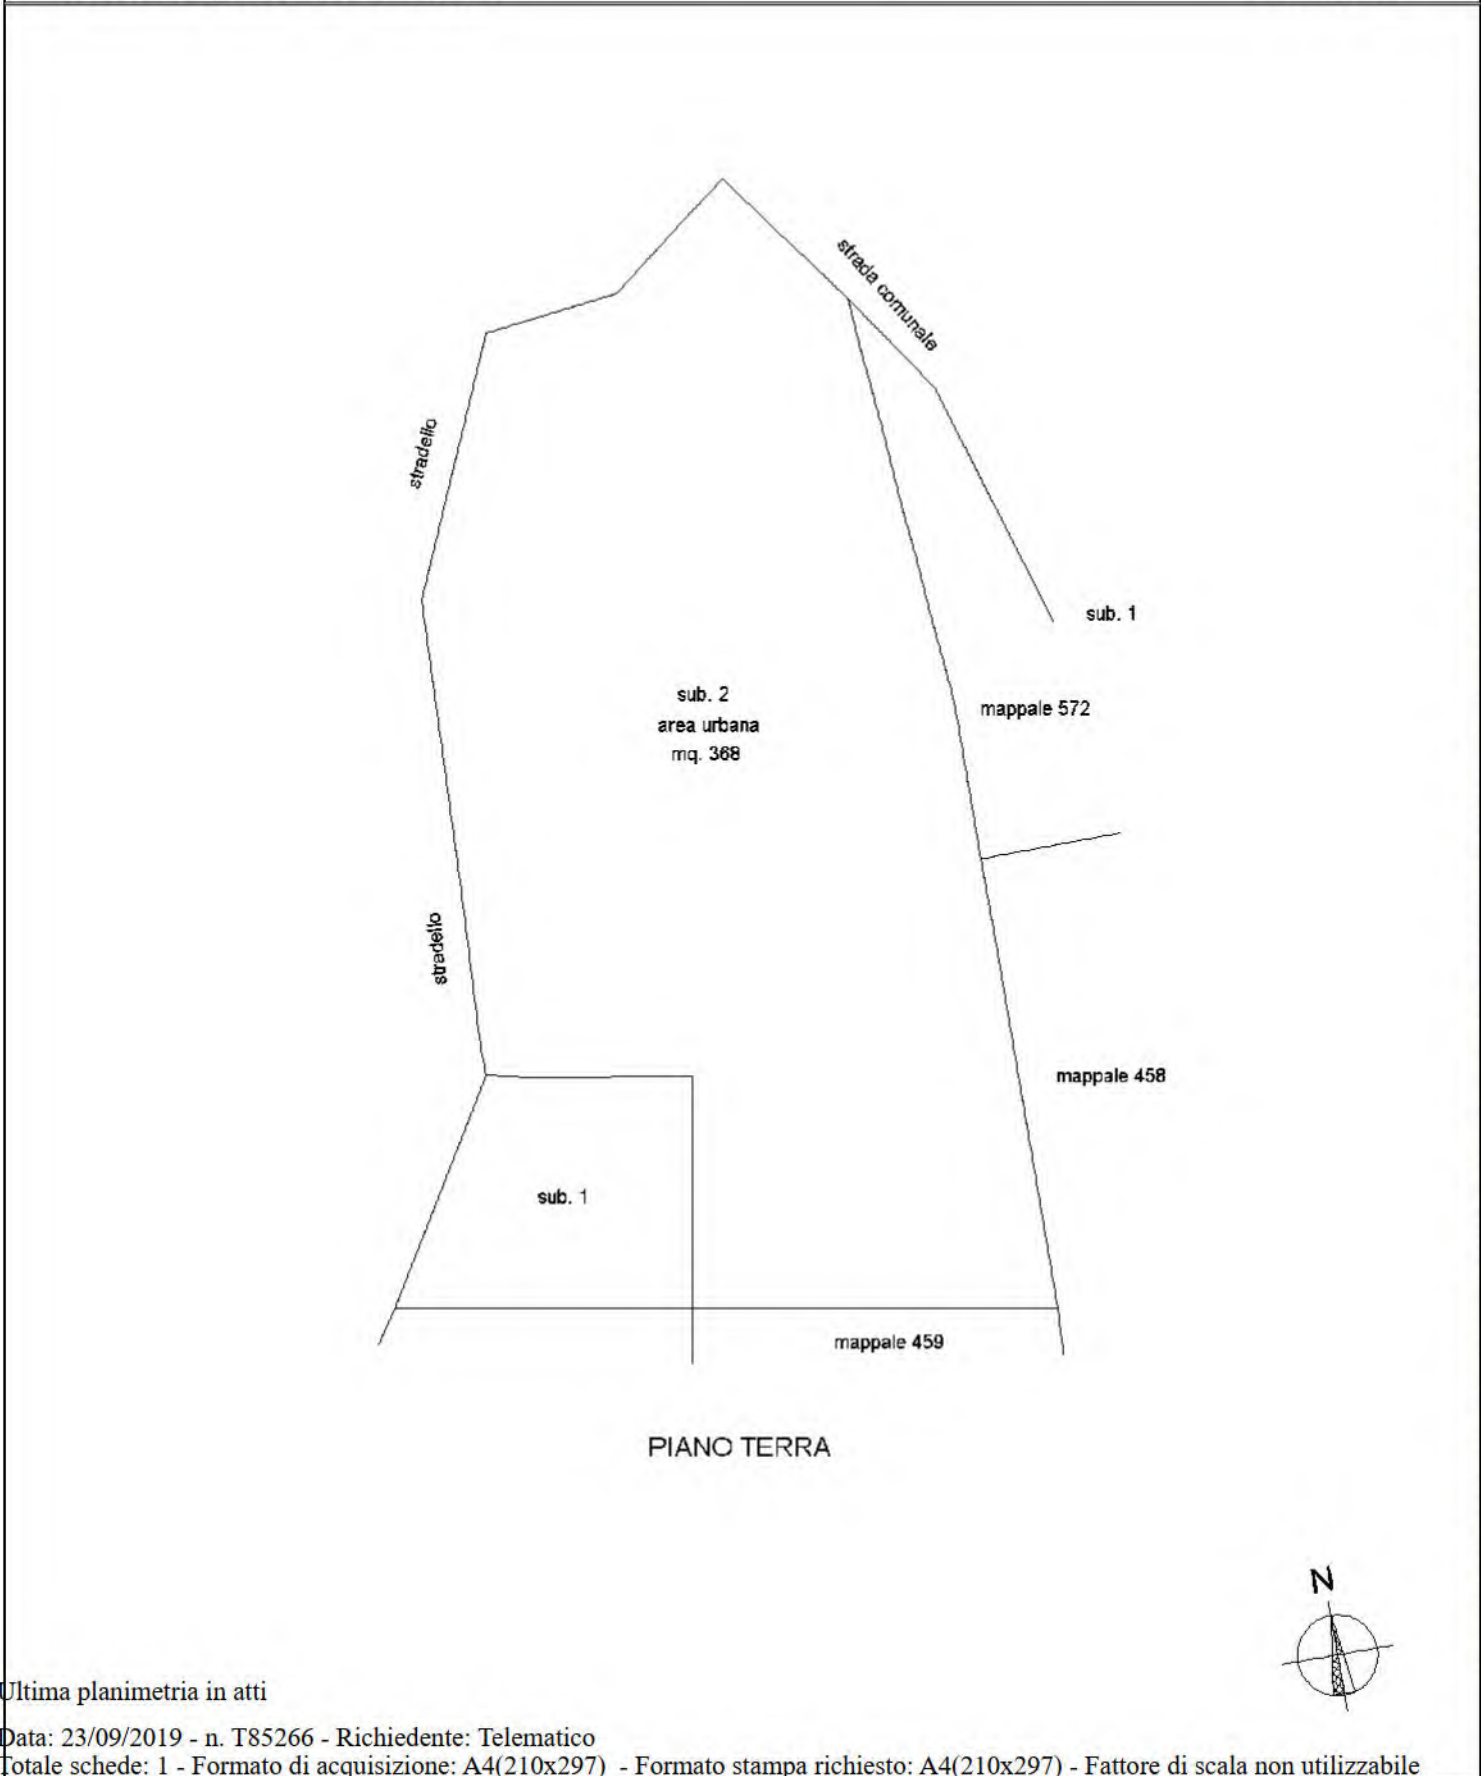 strada comunale
stradello
sub. 1
sub. 2
area urbana
mq. 368
mappale 572
stradello
mappale 458
sub. 1
mappale 459
PIANO TERRA
N
Ultima planimetria in atti
Data: 23/09/2019 - n. T85266 - Richiedente: Telematico
Totale schede: 1 - Formato di acquisizione: A4(210x297) - Formato stampa richiesto: A4(210x297) - Fattore di scala non utilizzabile